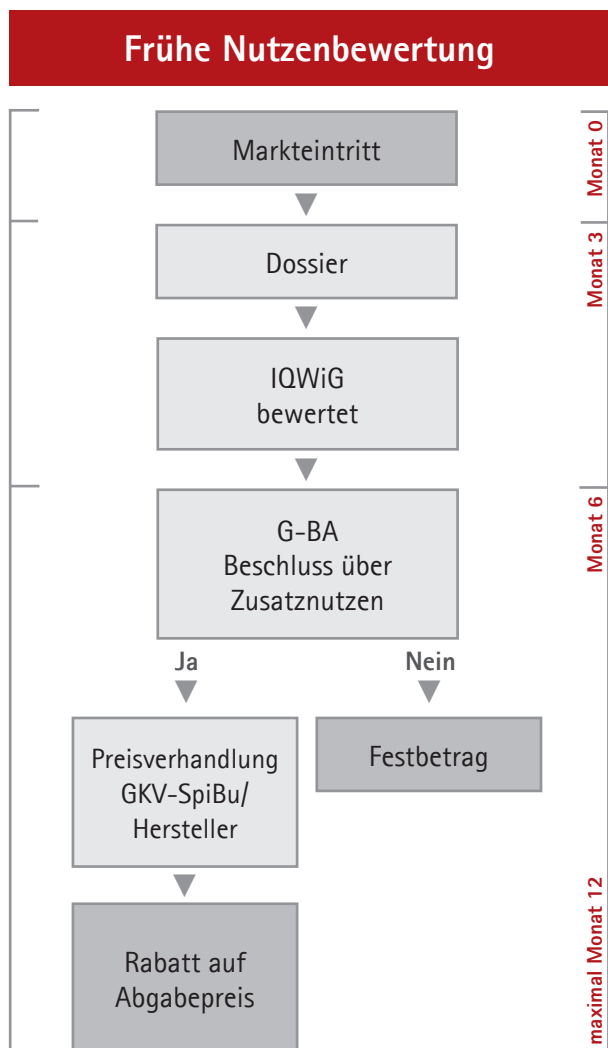 Frühe Nutzenbewertung
Markteintritt
Monat 0
Dossier
Monat 3
IQWiG
bewertet
G-BA
Beschluss über
Zusatznutzen
Monat 6
Ja
Nein
Preisverhandlung
GKV-SpiBu/
Hersteller
Festbetrag
Rabatt auf
Abgabepreis
maximal Monat 12